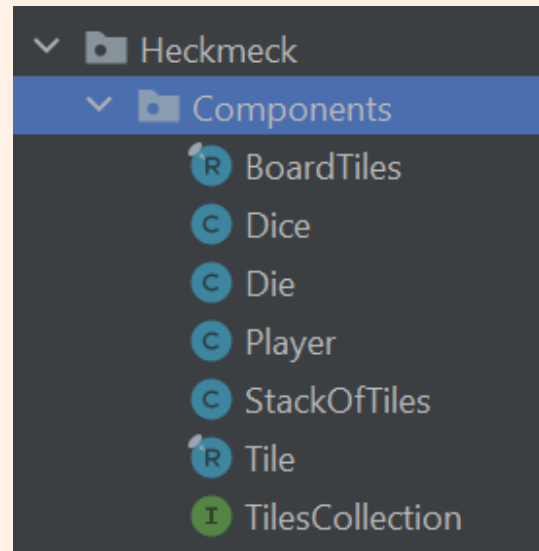 Heckmeck
Components
R BoardTiles
C Dice
C Die
C Player
C StackOfTiles
R Tile
I TilesCollection